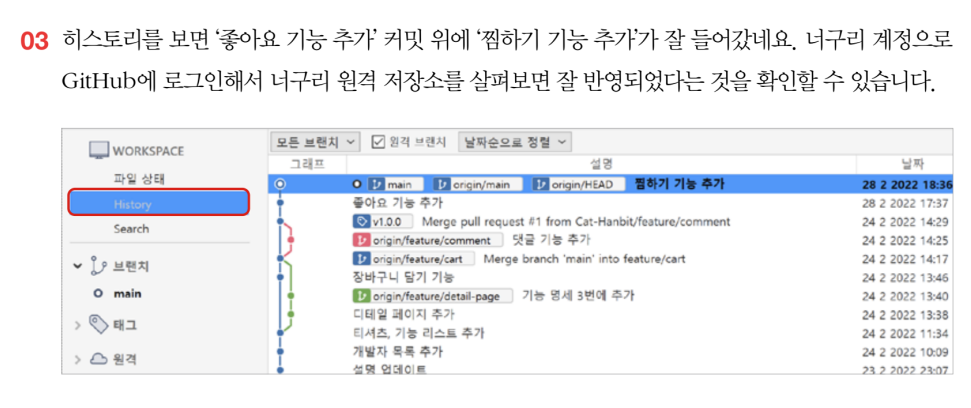 03 히스토리를 보면 ‘좋아요 기능 추가’ 커밋 위에 ‘찜하기 기능 추가’가 잘 들어갔네요. 너구리 계정으로
GitHub에 로그인해서 너구리 원격 저장소를 살펴보면 잘 반영되었다는 것을 확인할 수 있습니다.
WORKSPACE
파일 상태
History
Search
브랜치
main
태그
원격
모든 브랜치 원격 브랜치 날짜순으로 정렬
그래프 설명 날짜
main origin/main origin/HEAD 찜하기 기능 추가 28 2 2022 18:36
좋아요 기능 추가 28 2 2022 17:37
v1.0.0 Merge pull request #1 from Cat-Hanbit/feature/comment 24 2 2022 14:29
origin/feature/comment 댓글 기능 추가 24 2 2022 14:25
origin/feature/cart Merge branch 'main' into feature/cart 24 2 2022 14:17
장바구니 담기 기능 24 2 2022 13:46
origin/feature/detail-page 기능 명세 3번에 추가 24 2 2022 13:40
디테일 페이지 추가 24 2 2022 13:38
티셔츠, 기능 리스트 추가 24 2 2022 11:34
개발자 목록 추가 24 2 2022 10:09
설명 업데이트 23 2 2022 23:07